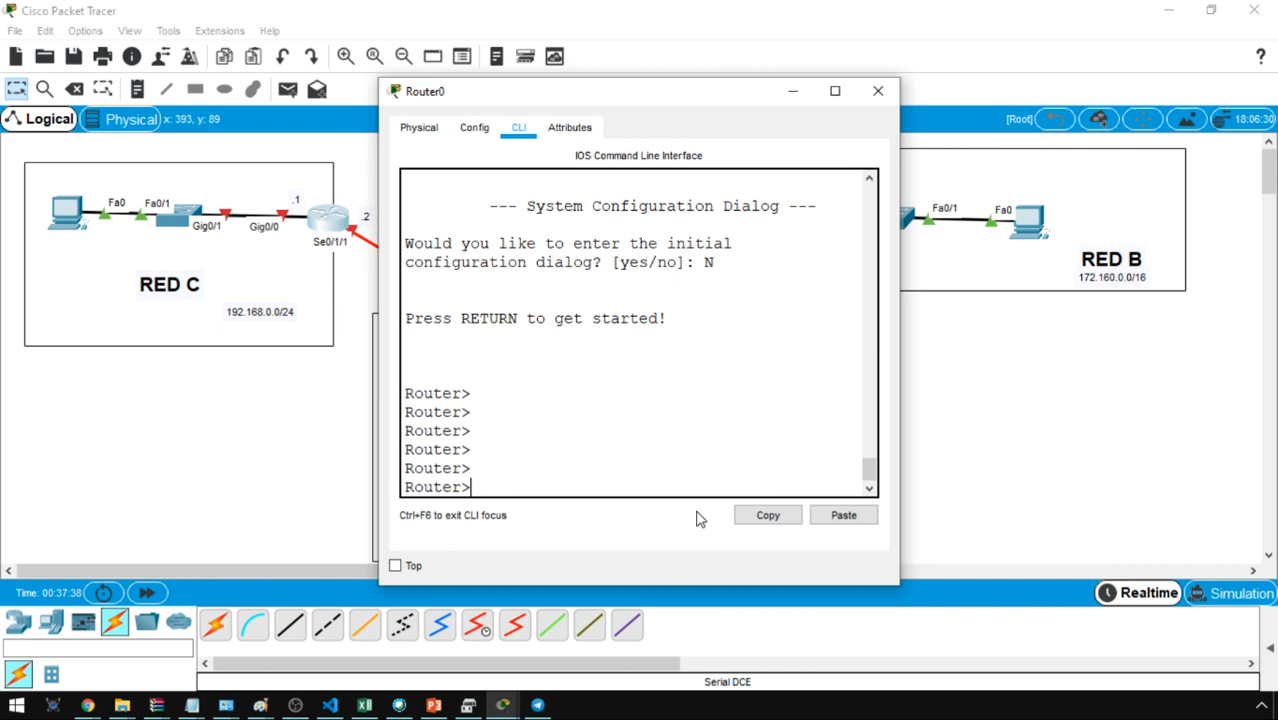 Cisco Packet Tracer
File Edit Options View Tools Extensions Help
?
Logical Physical x: 393, y: 89
[Root] 18:06:30
Router0
Physical Config CLI Attributes
IOS Command Line Interface
--- System Configuration Dialog ---
Would you like to enter the initial
configuration dialog? [yes/no]: N
Press RETURN to get started!
Router>
Router>
Router>
Router>
Router>
Router>
Ctrl+F6 to exit CLI focus
Copy Paste
Top
Fa0 Fa0/1 Gig0/1 Gig0/0 .1 .2
Se0/1/1
RED C
192.168.0.0/24
Fa0/1 Fa0
RED B
172.160.0.0/16
Time: 00:37:38
Realtime Simulation
Serial DCE